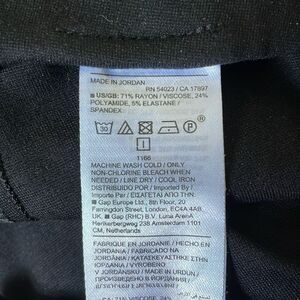 MADE IN JORDAN
RN 54023 / CA 17897
US/GB: 71% RAYON / VISCOSE, 24%
POLYAMIDE, 5% ELASTANE /
SPANDEX
30
®
I
1166
MACHINE WASH COLD / ONLY
NON-CHLORINE BLEACH WHEN
NEEDED / LINE DRY / COOL IRON
DISTRIBUIDO POR / Imported By /
Importé Par / ΕΙΣΑΓΕΤΑΙ ΑΠΟ ΤΗΝ
Gap Europe Ltd, 8th Floor, 20
Farringdon Street, London, EC4A 4AB,
UK. Gap (RHC) B.V. Luna ArenA
Herikerbergweg 238 Amsterdam 1101
CM, Netherlands
FABRIQUE EN JORDANIE / HECHO EN
JORDANIA / FABRICADO NA
JORDÂNIA / ΚΑΤΑΣΚΕΥΑΣΤΗΚΕ ΣΤΗΝ
ΙΟΡΔΑΝΙΑ / VYROBENO
V JORDÁNSKU / MADE IN URDUN /
ПРОИЗВЕДЕНО В ИОРДАНИИ